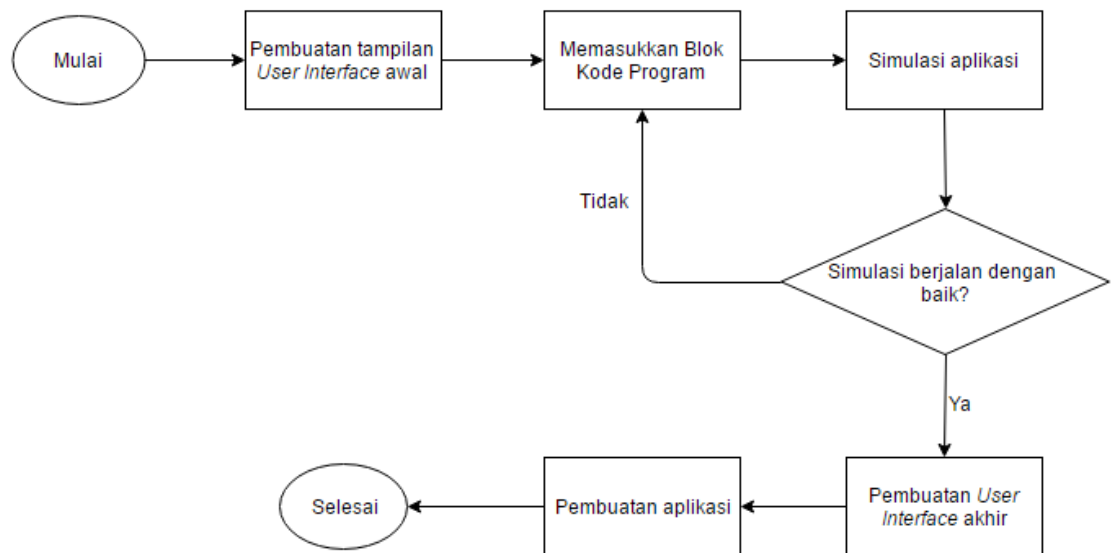 Mulai
Pembuatan tampilan
User Interface awal
Memasukkan Blok
Kode Program
Simulasi aplikasi
Tidak
Simulasi berjalan dengan
baik?
Ya
Selesai
Pembuatan aplikasi
Pembuatan User
Interface akhir